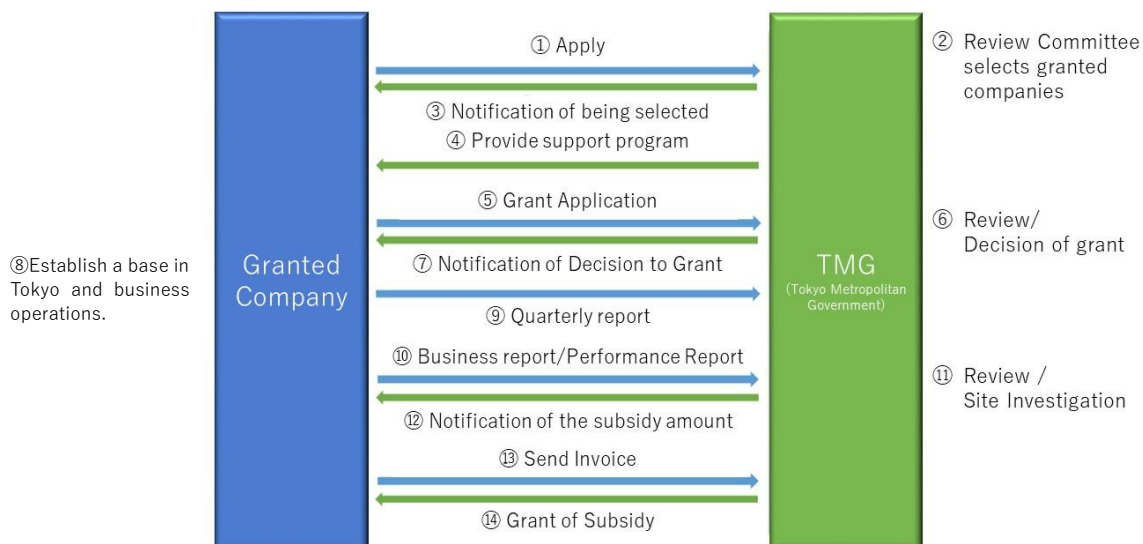 ① Apply
② Review Committee
selects granted
companies
③ Notification of being selected
④ Provide support program
⑤ Grant Application
⑥ Review/
Decision of grant
⑦ Notification of Decision to Grant
⑧Establish a base in
Tokyo and business
operations.
Granted
Company
TMG
(Tokyo Metropolitan
Government)
⑨ Quarterly report
⑩ Business report/Performance Report
⑪ Review /
Site Investigation
⑫ Notification of the subsidy amount
⑬ Send Invoice
⑭ Grant of Subsidy